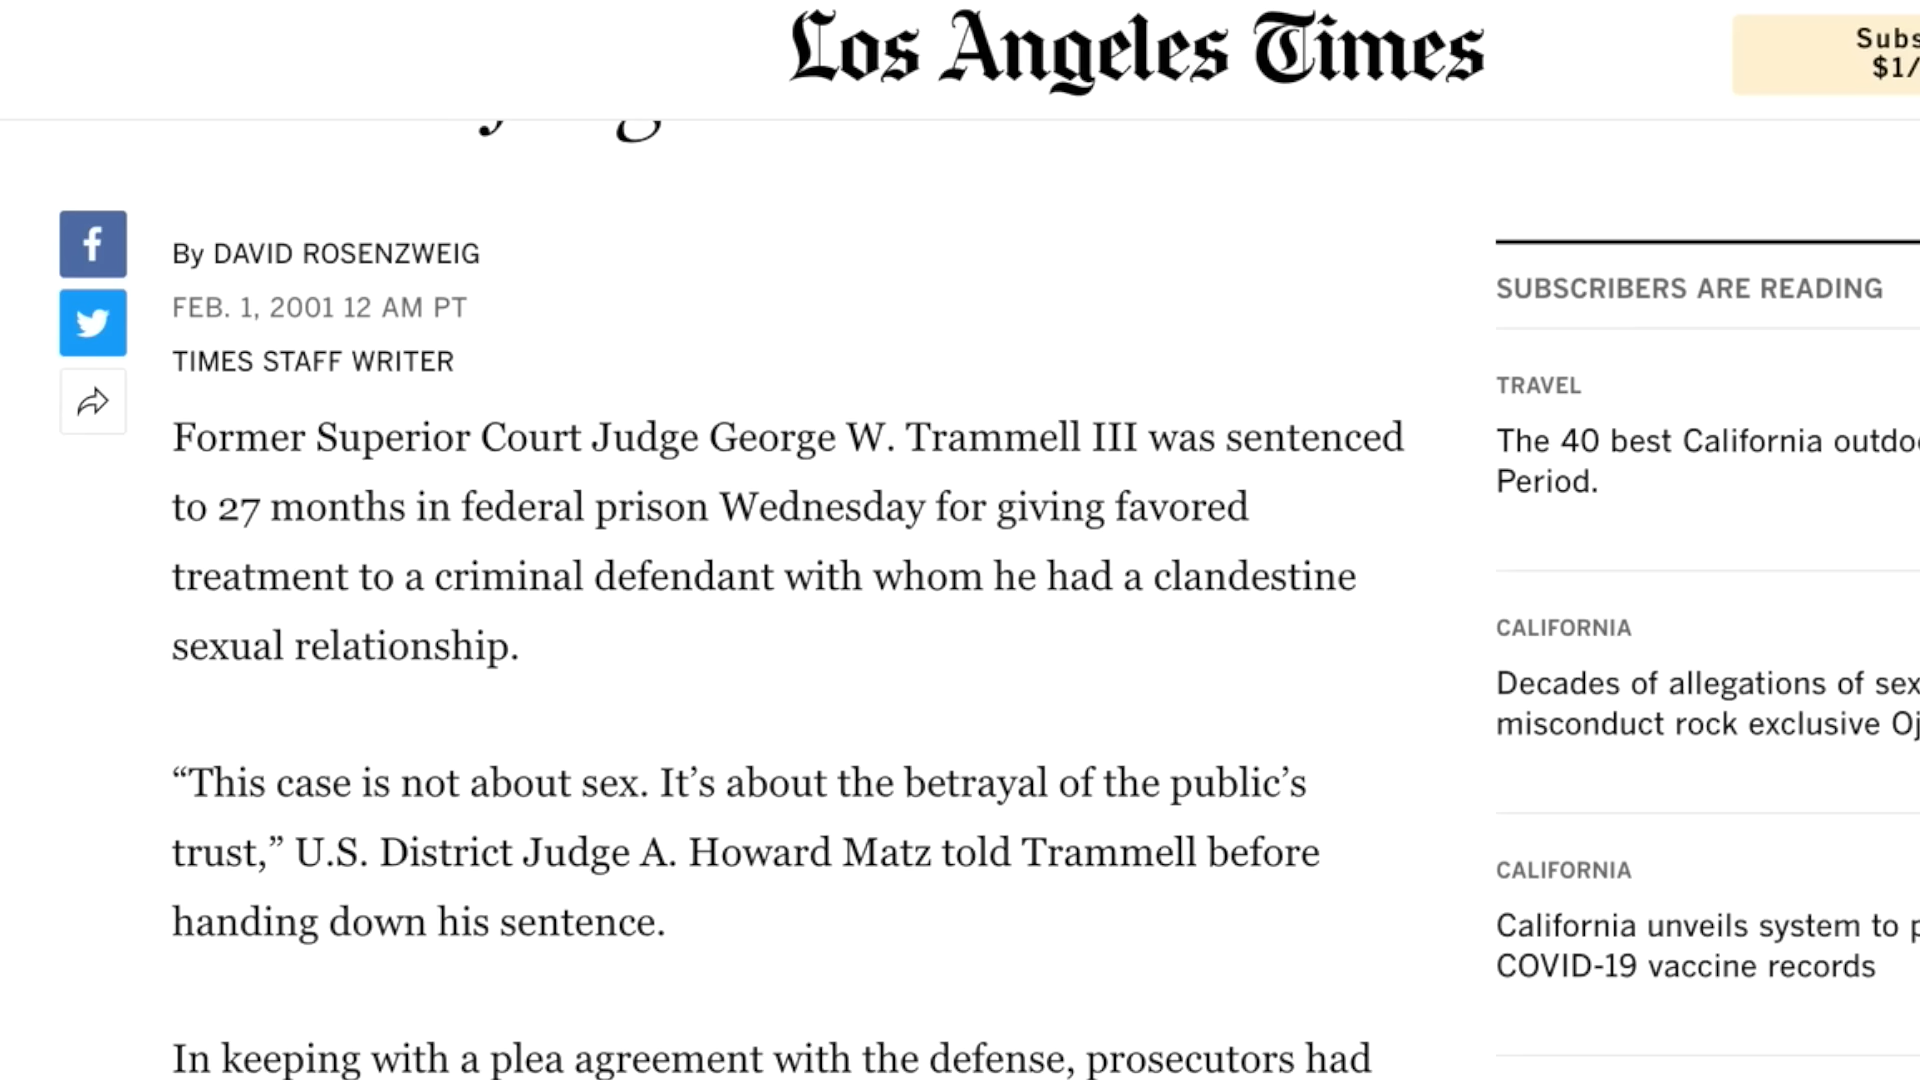 Los Angeles Times
Subs
$1/
By DAVID ROSENZWEIG
FEB. 1, 2001 12 AM PT
TIMES STAFF WRITER
Former Superior Court Judge George W. Trammell III was sentenced
to 27 months in federal prison Wednesday for giving favored
treatment to a criminal defendant with whom he had a clandestine
sexual relationship.
“This case is not about sex. It’s about the betrayal of the public’s
trust,” U.S. District Judge A. Howard Matz told Trammell before
handing down his sentence.
In keeping with a plea agreement with the defense, prosecutors had
SUBSCRIBERS ARE READING
TRAVEL
The 40 best California outdoo
Period.
CALIFORNIA
Decades of allegations of sex
misconduct rock exclusive Oj
CALIFORNIA
California unveils system to p
COVID-19 vaccine records